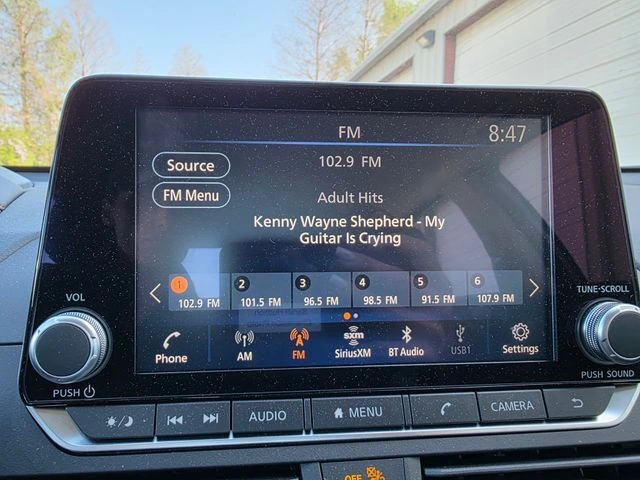 FM
8:47
Source
102.9 FM
FM Menu
Adult Hits
Kenny Wayne Shepherd - My
Guitar Is Crying
1
102.9 FM
2
101.5 FM
3
96.5 FM
4
98.5 FM
5
91.5 FM
6
107.9 FM
VOL
TUNE·SCROLL
Phone
AM
FM
sxm
SiriusXM
BT Audio
USB1
Settings
PUSH
PUSH SOUND
AUDIO
MENU
CAMERA
OFF